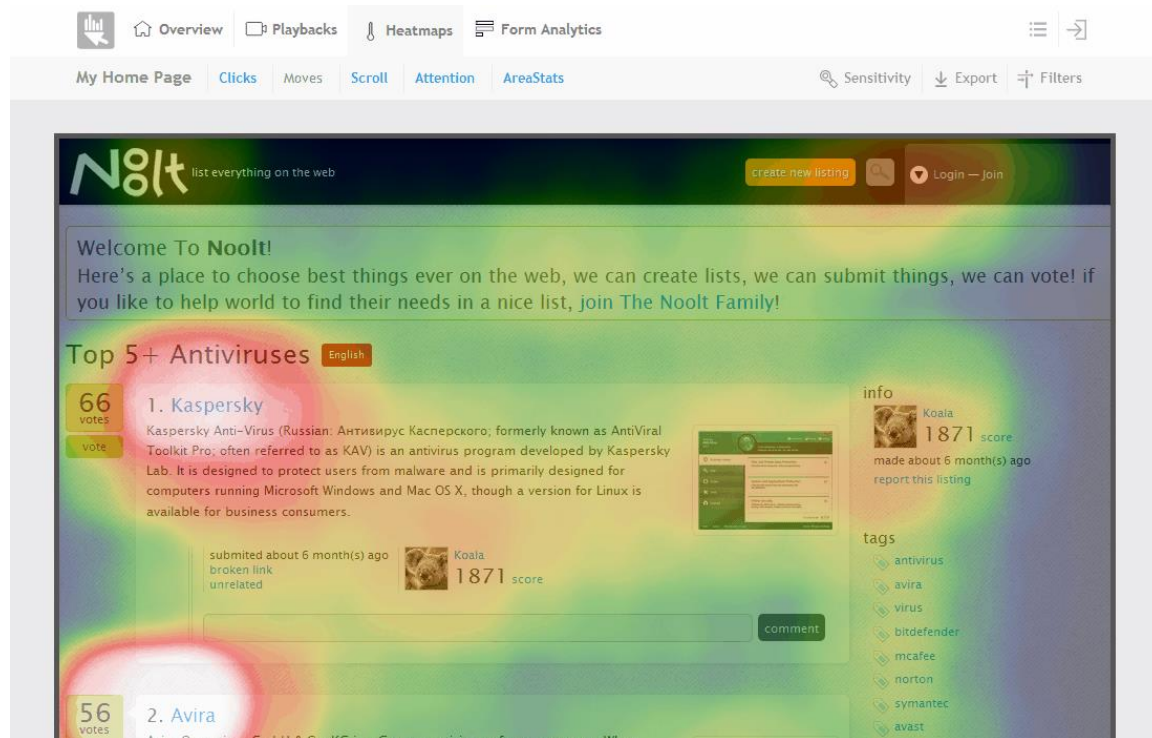 Overview Playbacks Heatmaps Form Analytics
My Home Page Clicks Moves Scroll Attention AreaStats Sensitivity Export Filters
Noolt list everything on the web create new listing Login — Join
Welcome To Noolt!
Here's a place to choose best things ever on the web, we can create lists, we can submit things, we can vote! if
you like to help world to find their needs in a nice list, join The Noolt Family!
Top 5+ Antiviruses English
66
votes
vote
1. Kaspersky
Kaspersky Anti-Virus (Russian: Антивирус Касперского; formerly known as AntiViral
Toolkit Pro; often referred to as KAV) is an antivirus program developed by Kaspersky
Lab. It is designed to protect users from malware and is primarily designed for
computers running Microsoft Windows and Mac OS X, though a version for Linux is
available for business consumers.
submited about 6 month(s) ago
broken link
unrelated
Koala
1871 score
comment
info
Koala
1871 score
made about 6 month(s) ago
report this listing
tags
antivirus
avira
virus
bitdefender
mcafee
norton
symantec
avast
56
votes
2. Avira